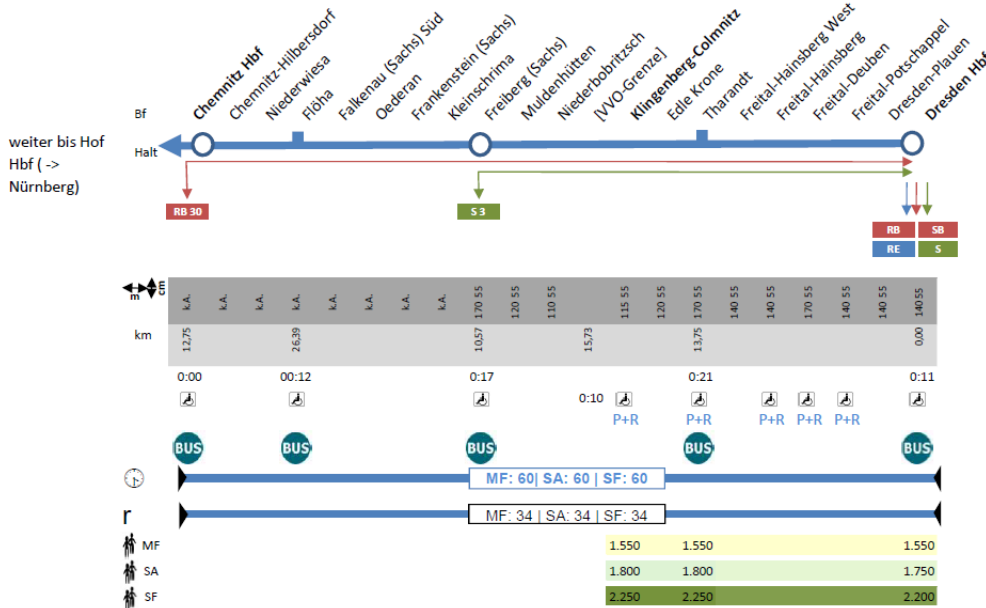 Bf
Chemnitz Hbf
Chemnitz-Hilbersdorf
Niederwiesa
Flöha
Falkenau (Sachs) Süd
Oederan
Frankenstein (Sachs)
Kleinschrima
Freiberg (Sachs)
Muldenhütten
Niederbobritzsch
[VVO-Grenze]
Klingenberg-Colmnitz
Edle Krone
Tharandt
Freital-Hainsberg West
Freital-Hainsberg
Freital-Deuben
Freital-Potschappel
Dresden-Plauen
Dresden Hbf
weiter bis Hof
Hbf ( ->
Nürnberg)
Halt
RB 30
S 3
RB SB
RE S
m cm
k.A. k.A. k.A. k.A. k.A. k.A. k.A. k.A. 170 55 120 55 110 55 115 55 120 55 170 55 140 55 140 55 170 55 140 55 140 55 140 55
km
12,75 26,39 10,57 15,73 13,75 0,00
0:00 00:12 0:17 0:21 0:11
0:10
P+R P+R P+R P+R P+R
BUS BUS BUS BUS BUS
MF: 60| SA: 60 | SF: 60
r
MF: 34 | SA: 34 | SF: 34
MF 1.550 1.550 1.550
SA 1.800 1.800 1.750
SF 2.250 2.250 2.200